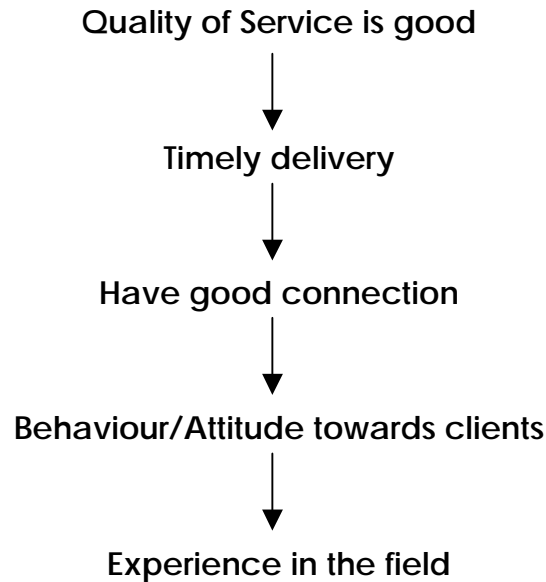 Quality of Service is good
Timely delivery
Have good connection
Behaviour/Attitude towards clients
Experience in the field